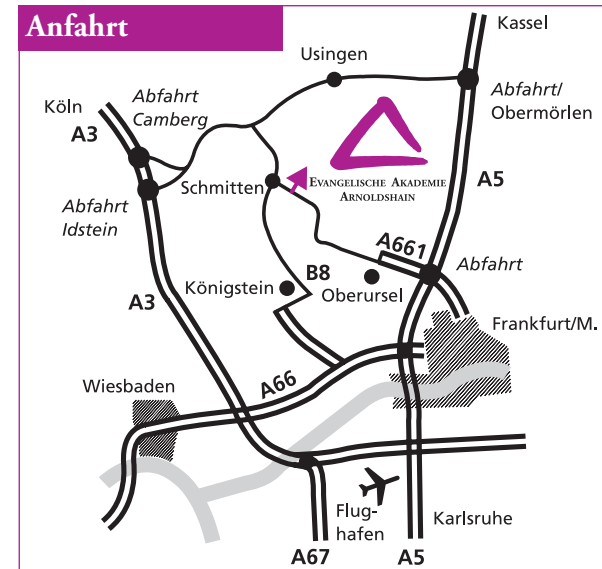 Anfahrt
Kassel
Usingen
Abfahrt/
Obermörlen
Köln
Abfahrt
Camberg
A3
A5
Schmitten
EVANGELISCHE AKADEMIE
ARNOLDSHAIN
Abfahrt
Idstein
A661
Abfahrt
B8
A3
Königstein
Oberursel
Frankfurt/M.
Wiesbaden
A66
Flug-
hafen
Karlsruhe
A67
A5